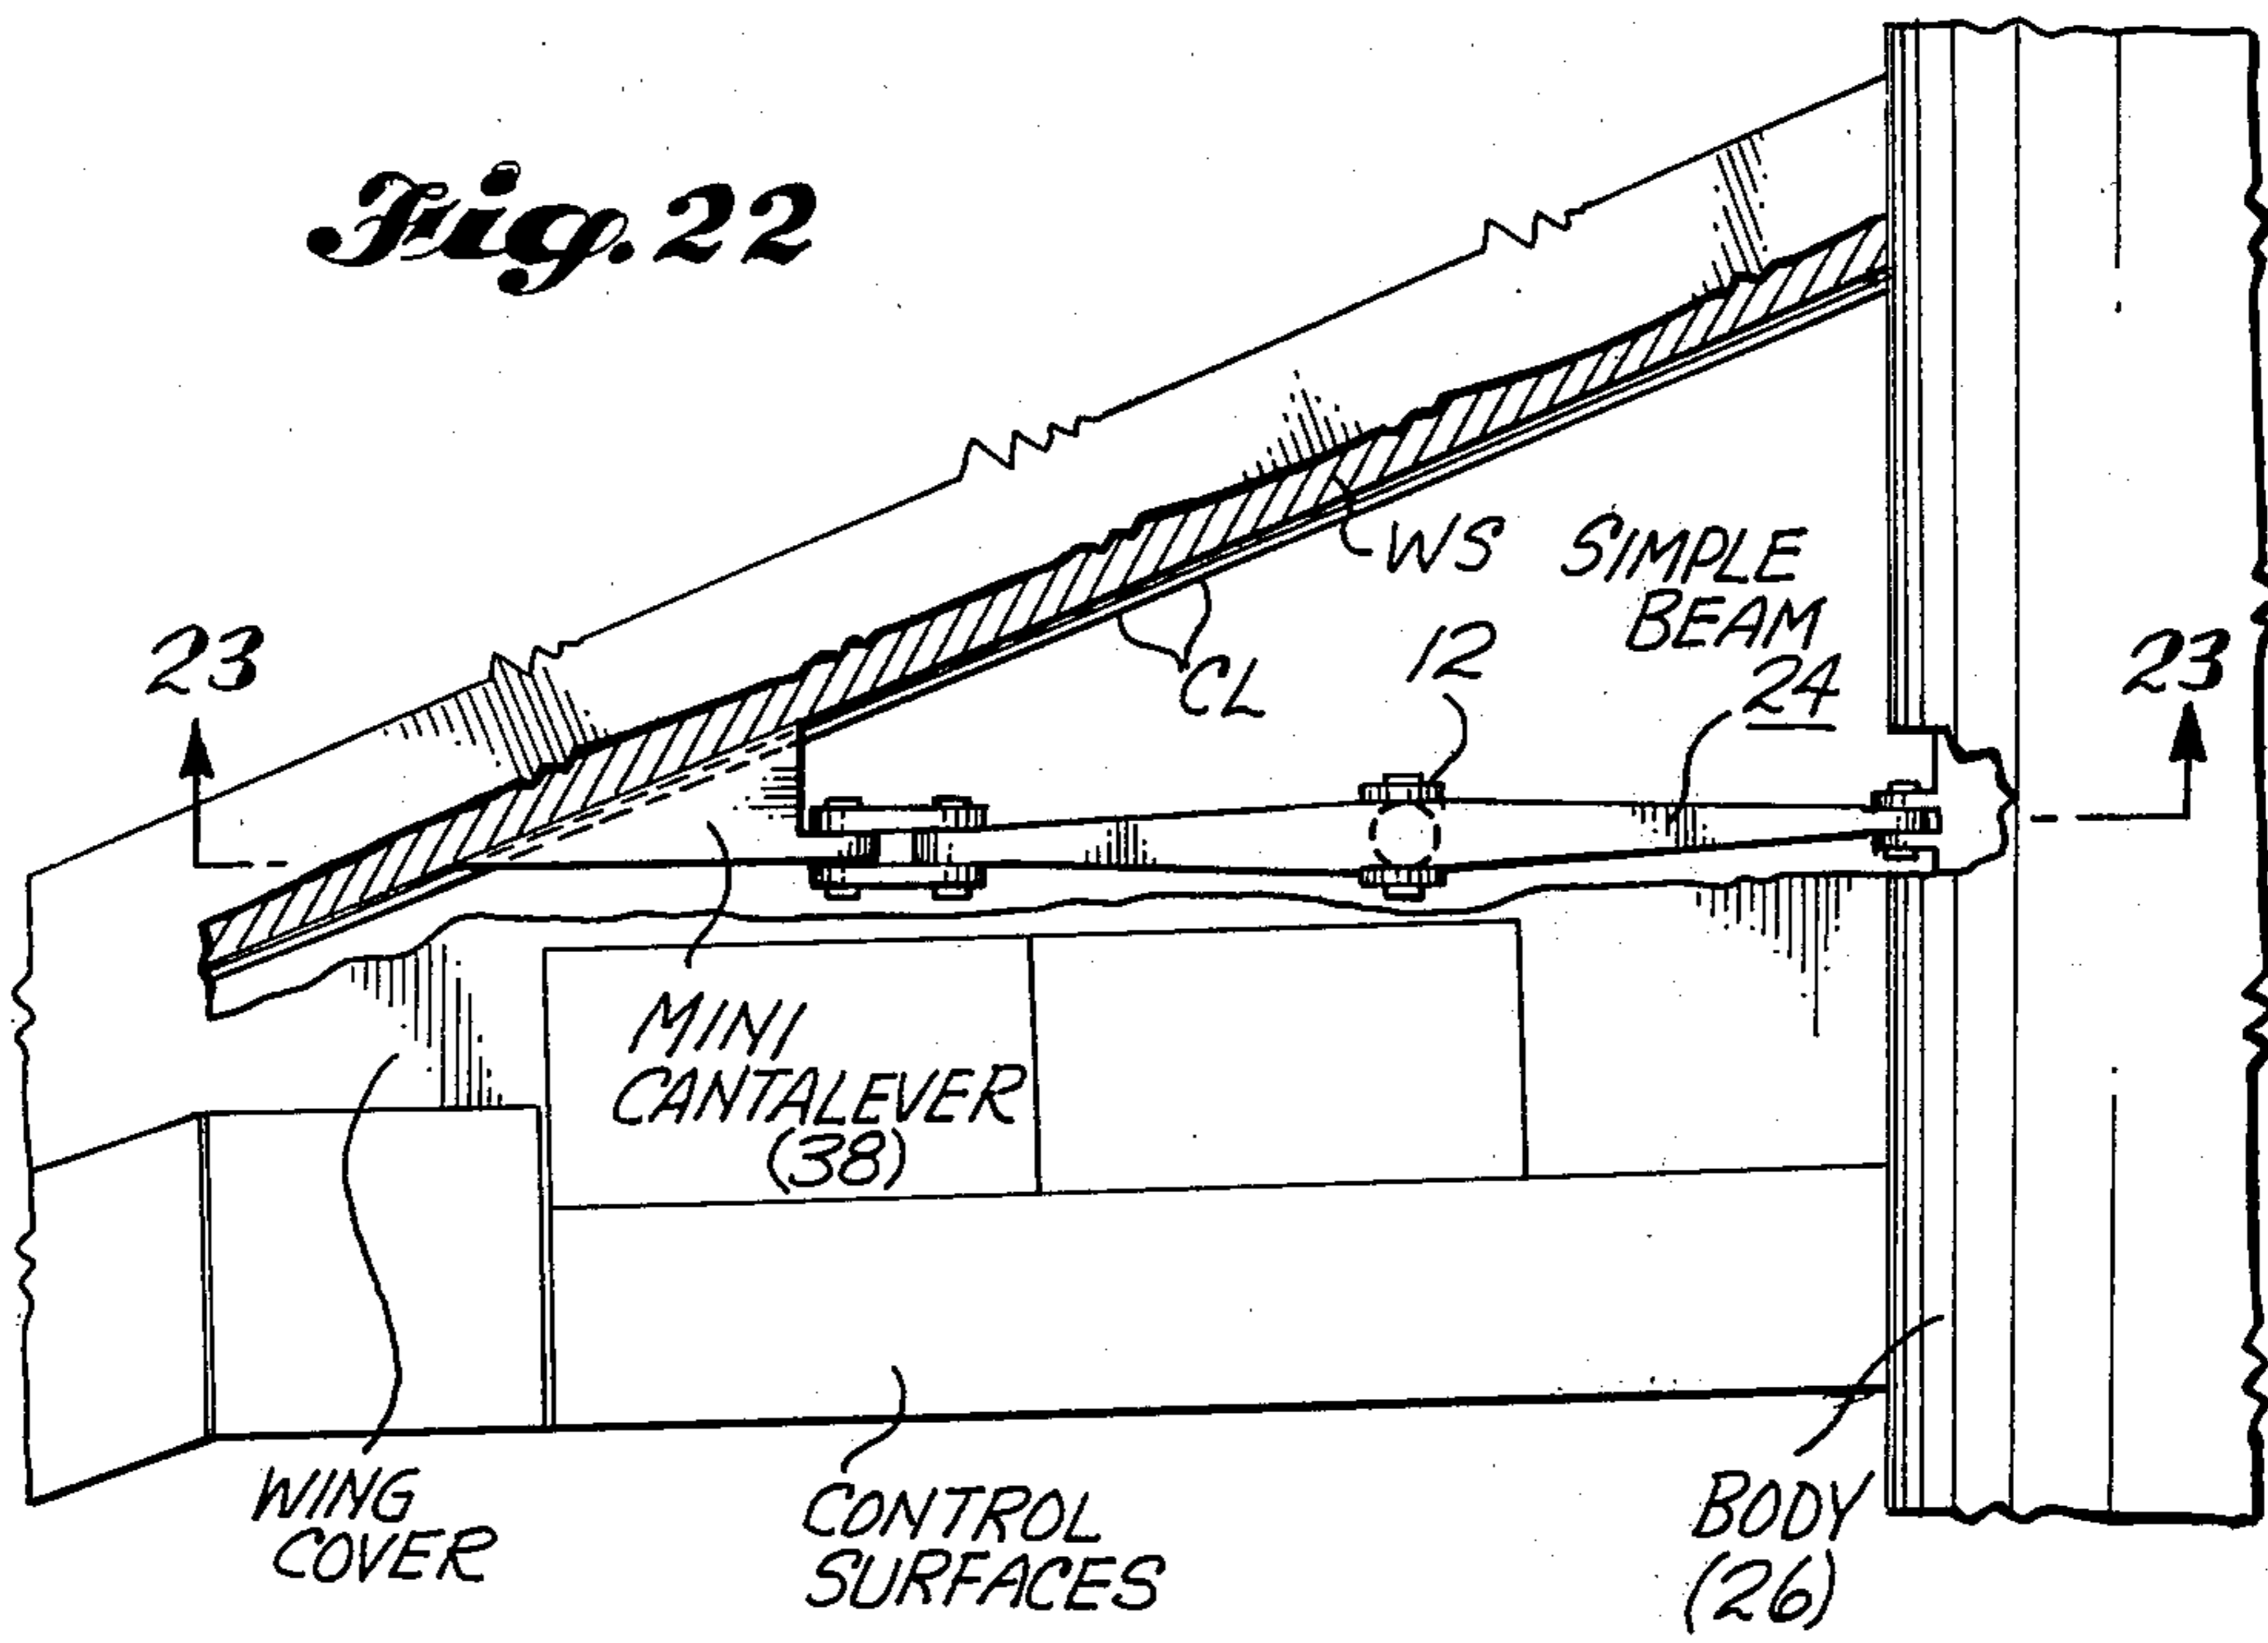 Fig. 22
WS
SIMPLE
BEAM
24
12
CL
23
23
MINI
CANTALEVER
(38)
WING
COVER
CONTROL
SURFACES
BODY
(26)